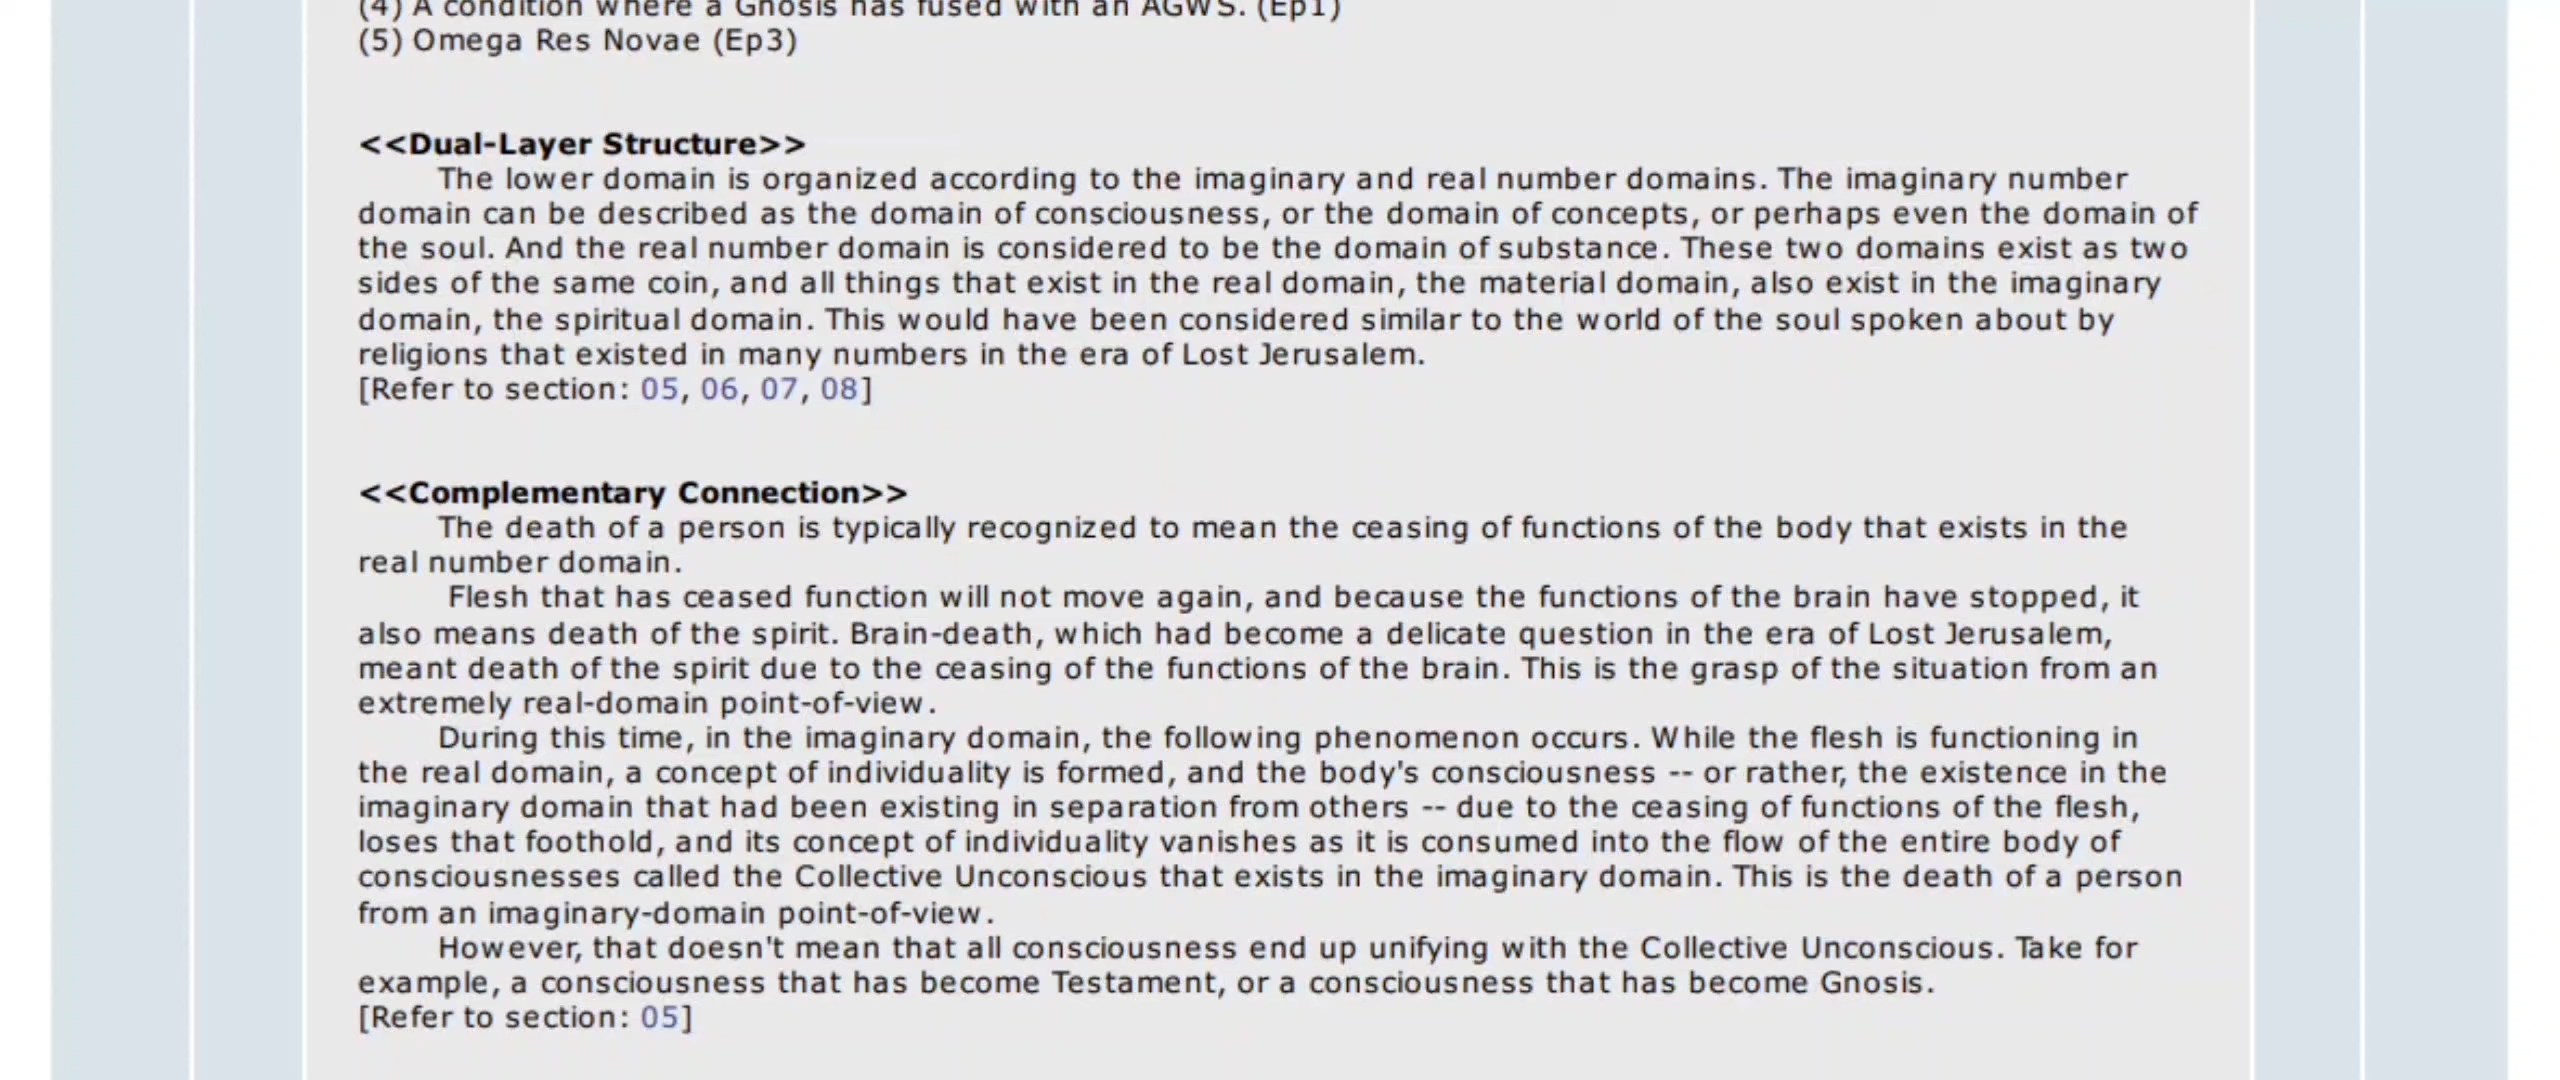 (4) A condition where a Gnosis has fused with an AGWS. (Ep1)
(5) Omega Res Novae (Ep3)
<<Dual-Layer Structure>>
The lower domain is organized according to the imaginary and real number domains. The imaginary number
domain can be described as the domain of consciousness, or the domain of concepts, or perhaps even the domain of
the soul. And the real number domain is considered to be the domain of substance. These two domains exist as two
sides of the same coin, and all things that exist in the real domain, the material domain, also exist in the imaginary
domain, the spiritual domain. This would have been considered similar to the world of the soul spoken about by
religions that existed in many numbers in the era of Lost Jerusalem.
[Refer to section: 05, 06, 07, 08]
<<Complementary Connection>>
The death of a person is typically recognized to mean the ceasing of functions of the body that exists in the
real number domain.
Flesh that has ceased function will not move again, and because the functions of the brain have stopped, it
also means death of the spirit. Brain-death, which had become a delicate question in the era of Lost Jerusalem,
meant death of the spirit due to the ceasing of the functions of the brain. This is the grasp of the situation from an
extremely real-domain point-of-view.
During this time, in the imaginary domain, the following phenomenon occurs. While the flesh is functioning in
the real domain, a concept of individuality is formed, and the body's consciousness -- or rather, the existence in the
imaginary domain that had been existing in separation from others -- due to the ceasing of functions of the flesh,
loses that foothold, and its concept of individuality vanishes as it is consumed into the flow of the entire body of
consciousnesses called the Collective Unconscious that exists in the imaginary domain. This is the death of a person
from an imaginary-domain point-of-view.
However, that doesn't mean that all consciousness end up unifying with the Collective Unconscious. Take for
example, a consciousness that has become Testament, or a consciousness that has become Gnosis.
[Refer to section: 05]